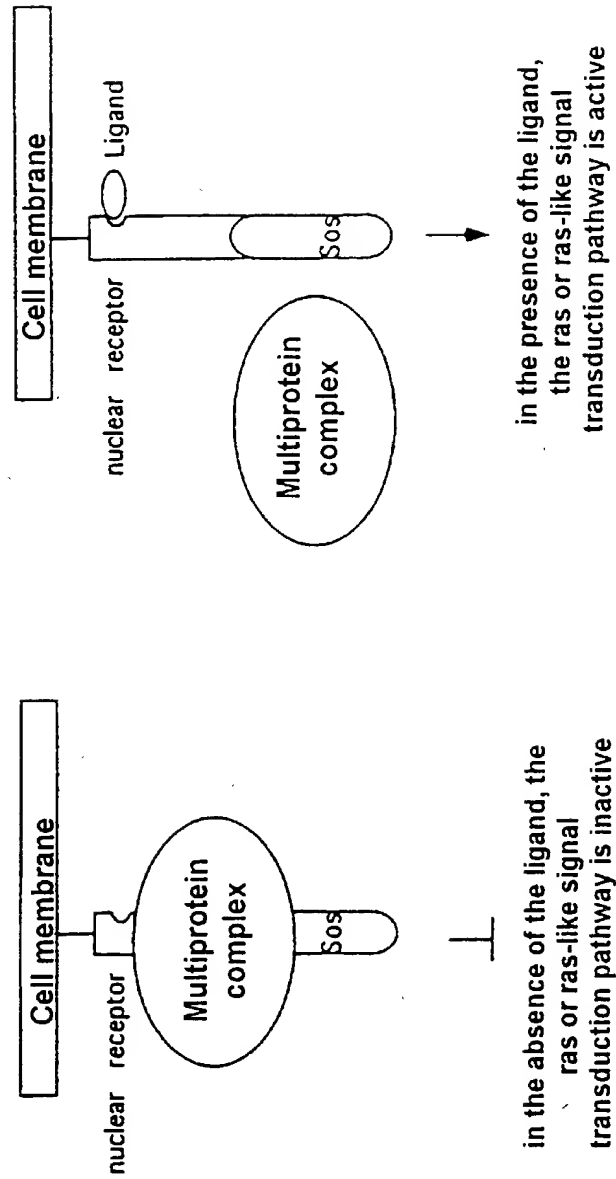 Cell membrane
nuclear receptor
Multiprotein
complex
Sos
in the absence of the ligand, the
ras or ras-like signal
transduction pathway is inactive
Cell membrane
nuclear receptor
Ligand
Multiprotein
complex
Sos
in the presence of the ligand,
the ras or ras-like signal
transduction pathway is active